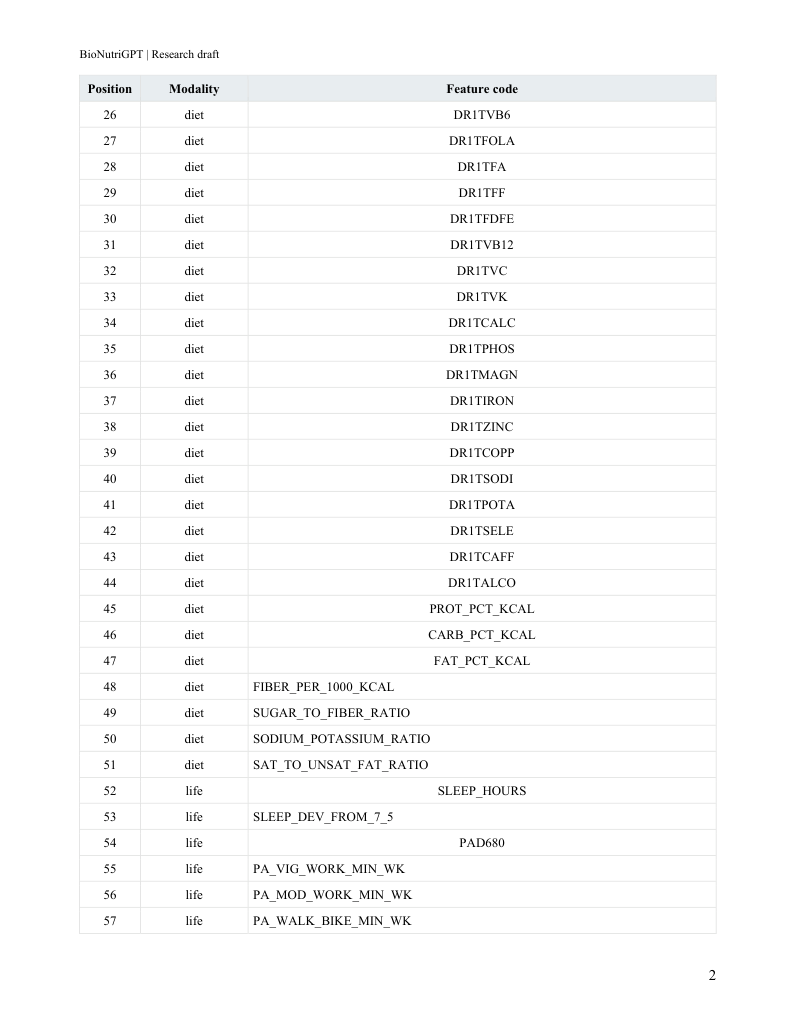 BioNutriGPT | Research draft
Position Modality Feature code
26 diet DR1TVB6
27 diet DR1TFOLA
28 diet DR1TFA
29 diet DR1TFF
30 diet DR1TFDFE
31 diet DR1TVB12
32 diet DR1TVC
33 diet DR1TVK
34 diet DR1TCALC
35 diet DR1TPHOS
36 diet DR1TMAGN
37 diet DR1TIRON
38 diet DR1TZINC
39 diet DR1TCOPP
40 diet DR1TSODI
41 diet DR1TPOTA
42 diet DR1TSELE
43 diet DR1TCAFF
44 diet DR1TALCO
45 diet PROT_PCT_KCAL
46 diet CARB_PCT_KCAL
47 diet FAT_PCT_KCAL
48 diet FIBER_PER_1000_KCAL
49 diet SUGAR_TO_FIBER_RATIO
50 diet SODIUM_POTASSIUM_RATIO
51 diet SAT_TO_UNSAT_FAT_RATIO
52 life SLEEP_HOURS
53 life SLEEP_DEV_FROM_7_5
54 life PAD680
55 life PA_VIG_WORK_MIN_WK
56 life PA_MOD_WORK_MIN_WK
57 life PA_WALK_BIKE_MIN_WK
2